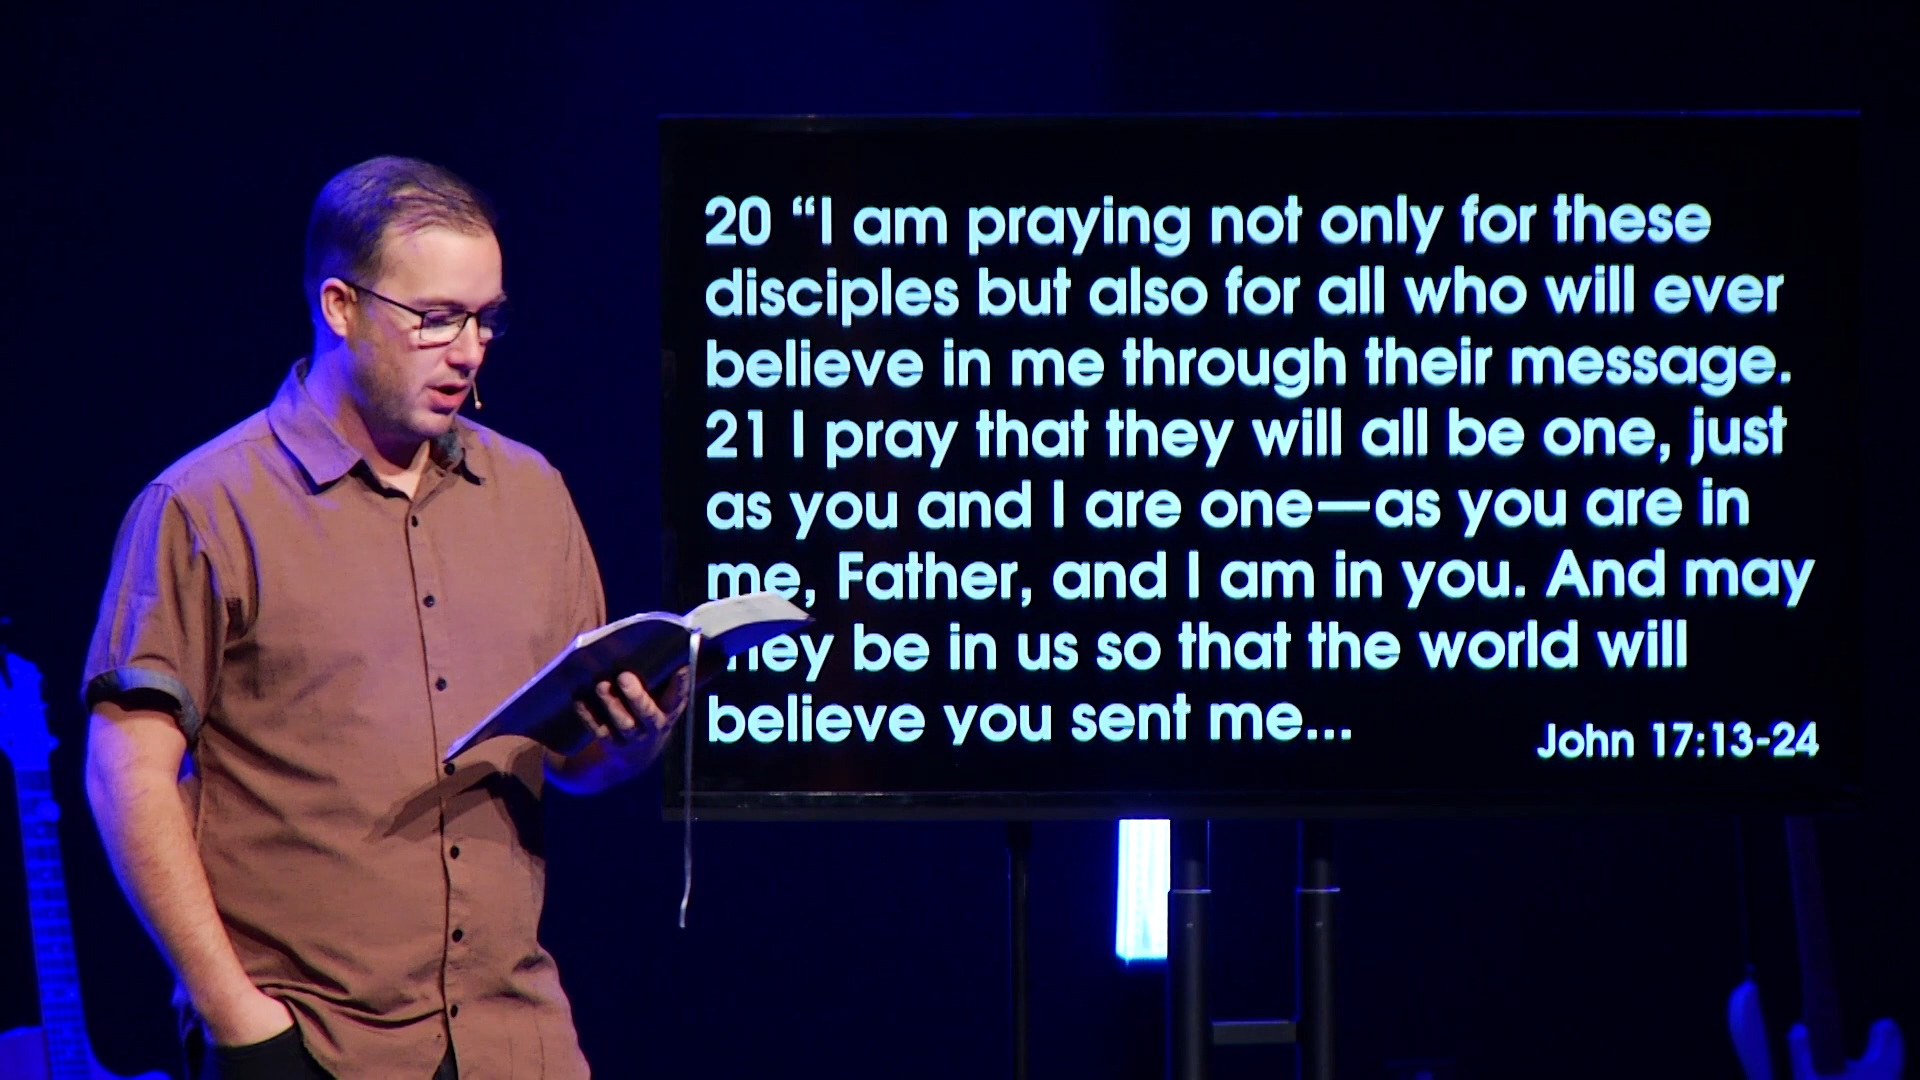 20 “I am praying not only for these
disciples but also for all who will ever
believe in me through their message.
21 I pray that they will all be one, just
as you and I are one—as you are in
me, Father, and I am in you. And may
they be in us so that the world will
believe you sent me...
John 17:13-24